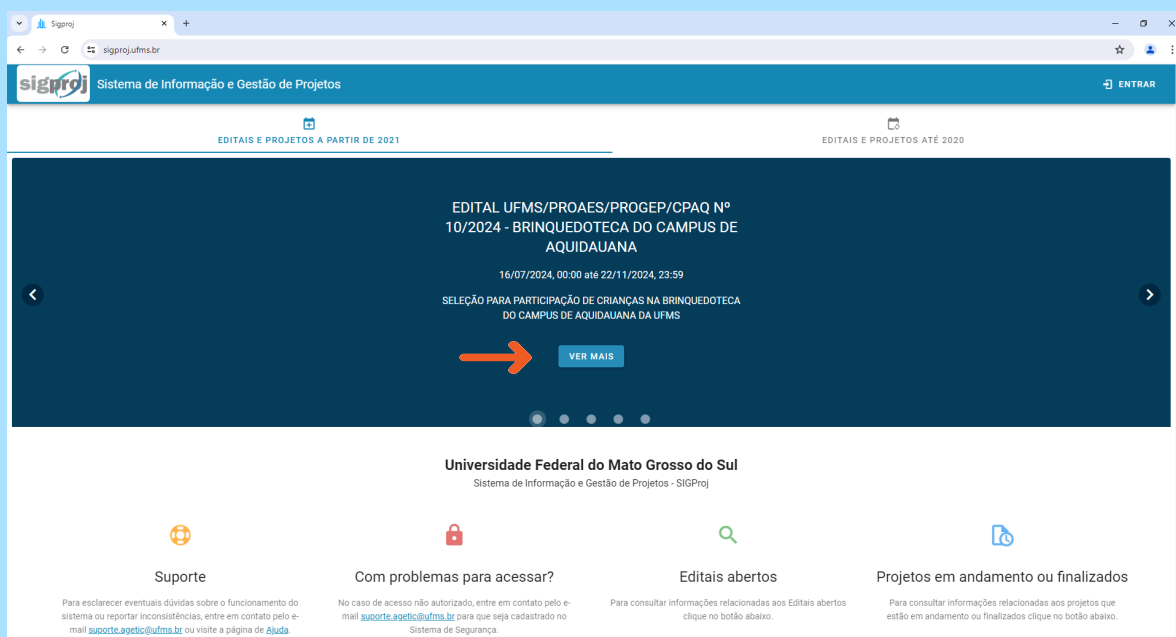 Sigproj
sigproj.ufms.br
sigproj Sistema de Informação e Gestão de Projetos
ENTRAR
EDITAIS E PROJETOS A PARTIR DE 2021
EDITAIS E PROJETOS ATÉ 2020
EDITAL UFMS/PROAES/PROGEP/CPAQ Nº
10/2024 - BRINQUEDOTECA DO CAMPUS DE
AQUIDAUANA
16/07/2024, 00:00 até 22/11/2024, 23:59
SELEÇÃO PARA PARTICIPAÇÃO DE CRIANÇAS NA BRINQUEDOTECA
DO CAMPUS DE AQUIDAUANA DA UFMS
VER MAIS
Universidade Federal do Mato Grosso do Sul
Sistema de Informação e Gestão de Projetos - SIGProj
Suporte
Para esclarecer eventuais dúvidas sobre o funcionamento do
sistema ou reportar inconsistências, entre em contato pelo e-
mail suporte.agetic@ufms.br ou visite a página de Ajuda.
Com problemas para acessar?
No caso de acesso não autorizado, entre em contato pelo e-
mail suporte.agetic@ufms.br para que seja cadastrado no
Sistema de Segurança.
Editais abertos
Para consultar informações relacionadas aos Editais abertos
clique no botão abaixo.
Projetos em andamento ou finalizados
Para consultar informações relacionadas aos projetos que
estão em andamento ou finalizados clique no botão abaixo.